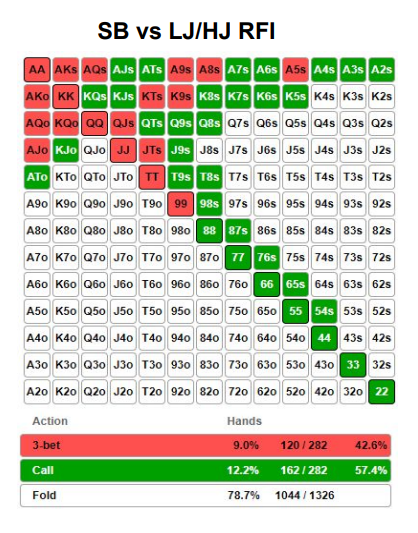 SB vs LJ/HJ RFI
AA AKs AQs AJs ATs A9s A8s A7s A6s A5s A4s A3s A2s
AKo KK KQs KJs KTs K9s K8s K7s K6s K5s K4s K3s K2s
AQo KQo QQ QJs QTs Q9s Q8s Q7s Q6s Q5s Q4s Q3s Q2s
AJo KJo QJo JJ JTs J9s J8s J7s J6s J5s J4s J3s J2s
ATo KTo QTo JTo TT T9s T8s T7s T6s T5s T4s T3s T2s
A9o K9o Q9o J9o T9o 99 98s 97s 96s 95s 94s 93s 92s
A8o K8o Q8o J8o T8o 98o 88 87s 86s 85s 84s 83s 82s
A7o K7o Q7o J7o T7o 97o 87o 77 76s 75s 74s 73s 72s
A6o K6o Q6o J6o T6o 96o 86o 76o 66 65s 64s 63s 62s
A5o K5o Q5o J5o T5o 95o 85o 75o 65o 55 54s 53s 52s
A4o K4o Q4o J4o T4o 94o 84o 74o 64o 54o 44 43s 42s
A3o K3o Q3o J3o T3o 93o 83o 73o 63o 53o 43o 33 32s
A2o K2o Q2o J2o T2o 92o 82o 72o 62o 52o 42o 32o 22
Action Hands
3-bet 9.0% 120 / 282 42.6%
Call 12.2% 162 / 282 57.4%
Fold 78.7% 1044 / 1326